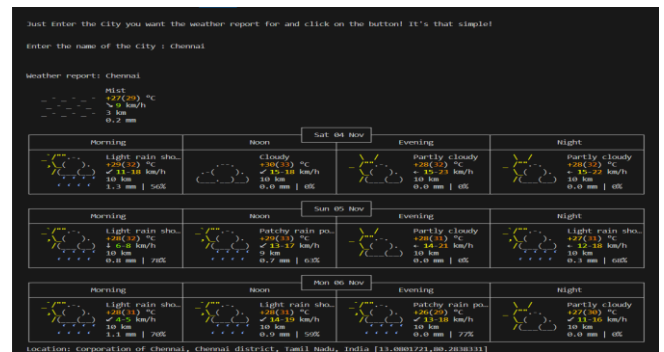 Just Enter the City you want the weather report for and click on the button! It's that simple!
Enter the name of the City : Chennai
Weather report: Chennai
Mist
+27(29) °C
↘ 9 km/h
3 km
0.2 mm
Sat 04 Nov
Morning Noon Evening Night
Light rain sho… Cloudy Partly cloudy Partly cloudy
+29(32) °C +30(33) °C +28(32) °C +28(32) °C
↙ 11-18 km/h ↙ 15-18 km/h ← 15-23 km/h ← 15-22 km/h
10 km 10 km 10 km 10 km
1.3 mm | 56% 0.0 mm | 0% 0.0 mm | 0% 0.0 mm | 0%
Sun 05 Nov
Morning Noon Evening Night
Light rain sho… Patchy rain po… Partly cloudy Light rain sho…
+28(32) °C +29(33) °C +28(31) °C +27(31) °C
↓ 6-8 km/h ↙ 14-18 km/h ← 14-21 km/h ← 12-18 km/h
10 km 9 km 10 km 10 km
0.8 mm | 78% 0.7 mm | 63% 0.0 mm | 0% 0.3 mm | 68%
Mon 06 Nov
Morning Noon Evening Night
Light rain sho… Light rain sho… Patchy rain po… Partly cloudy
+28(31) °C +28(31) °C +26(29) °C +27(30) °C
↙ 4-5 km/h ↙ 14-19 km/h ↙ 13-18 km/h ↙ 11-16 km/h
10 km 10 km 10 km 10 km
1.1 mm | 70% 0.9 mm | 59% 0.0 mm | 77% 0.0 mm | 0%
Location: Corporation of Chennai, Chennai district, Tamil Nadu, India [13.0801721,80.2838331]